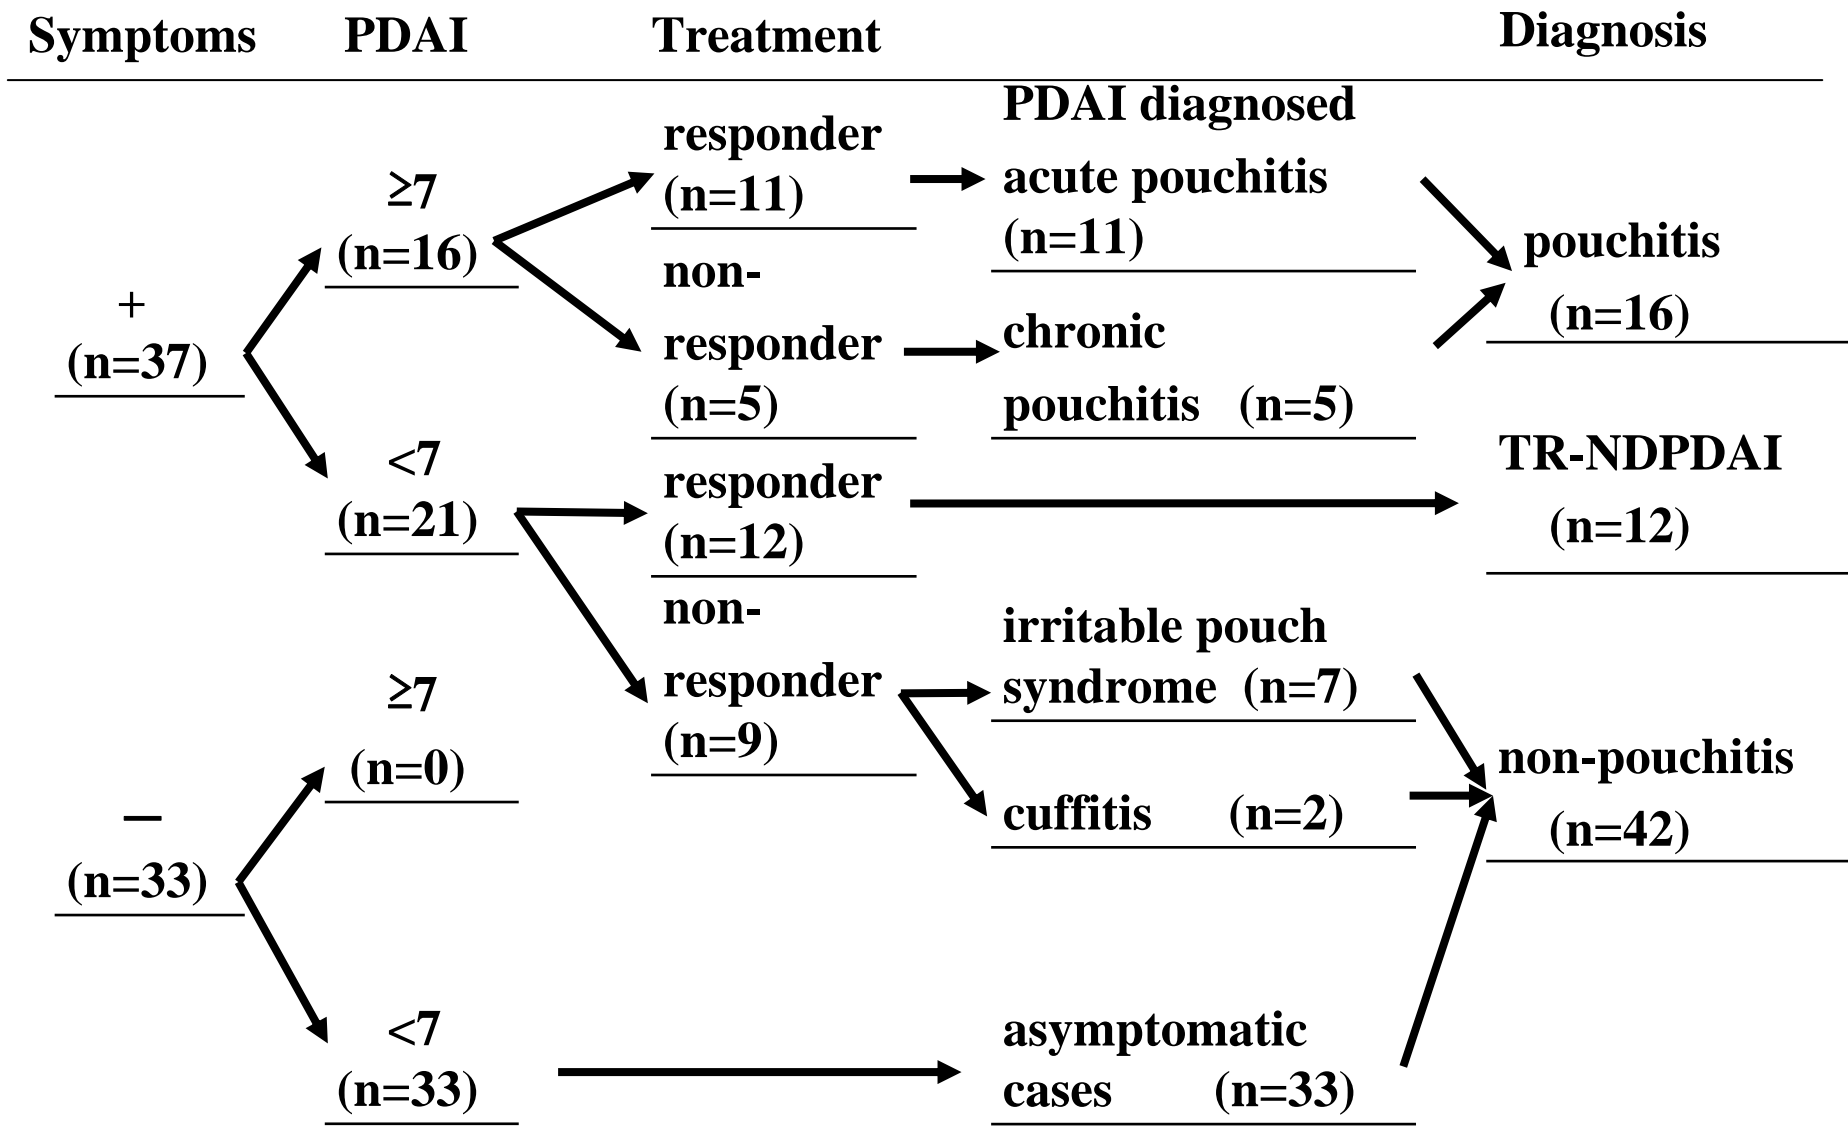 Symptoms PDAI Treatment Diagnosis
+
(n=37)
−
(n=33)
≥7
(n=16)
<7
(n=21)
≥7
(n=0)
<7
(n=33)
responder
(n=11)
non-
responder
(n=5)
responder
(n=12)
non-
responder
(n=9)
PDAI diagnosed
acute pouchitis
(n=11)
chronic
pouchitis (n=5)
irritable pouch
syndrome (n=7)
cuffitis (n=2)
asymptomatic
cases (n=33)
pouchitis
(n=16)
TR-NDPDAI
(n=12)
non-pouchitis
(n=42)